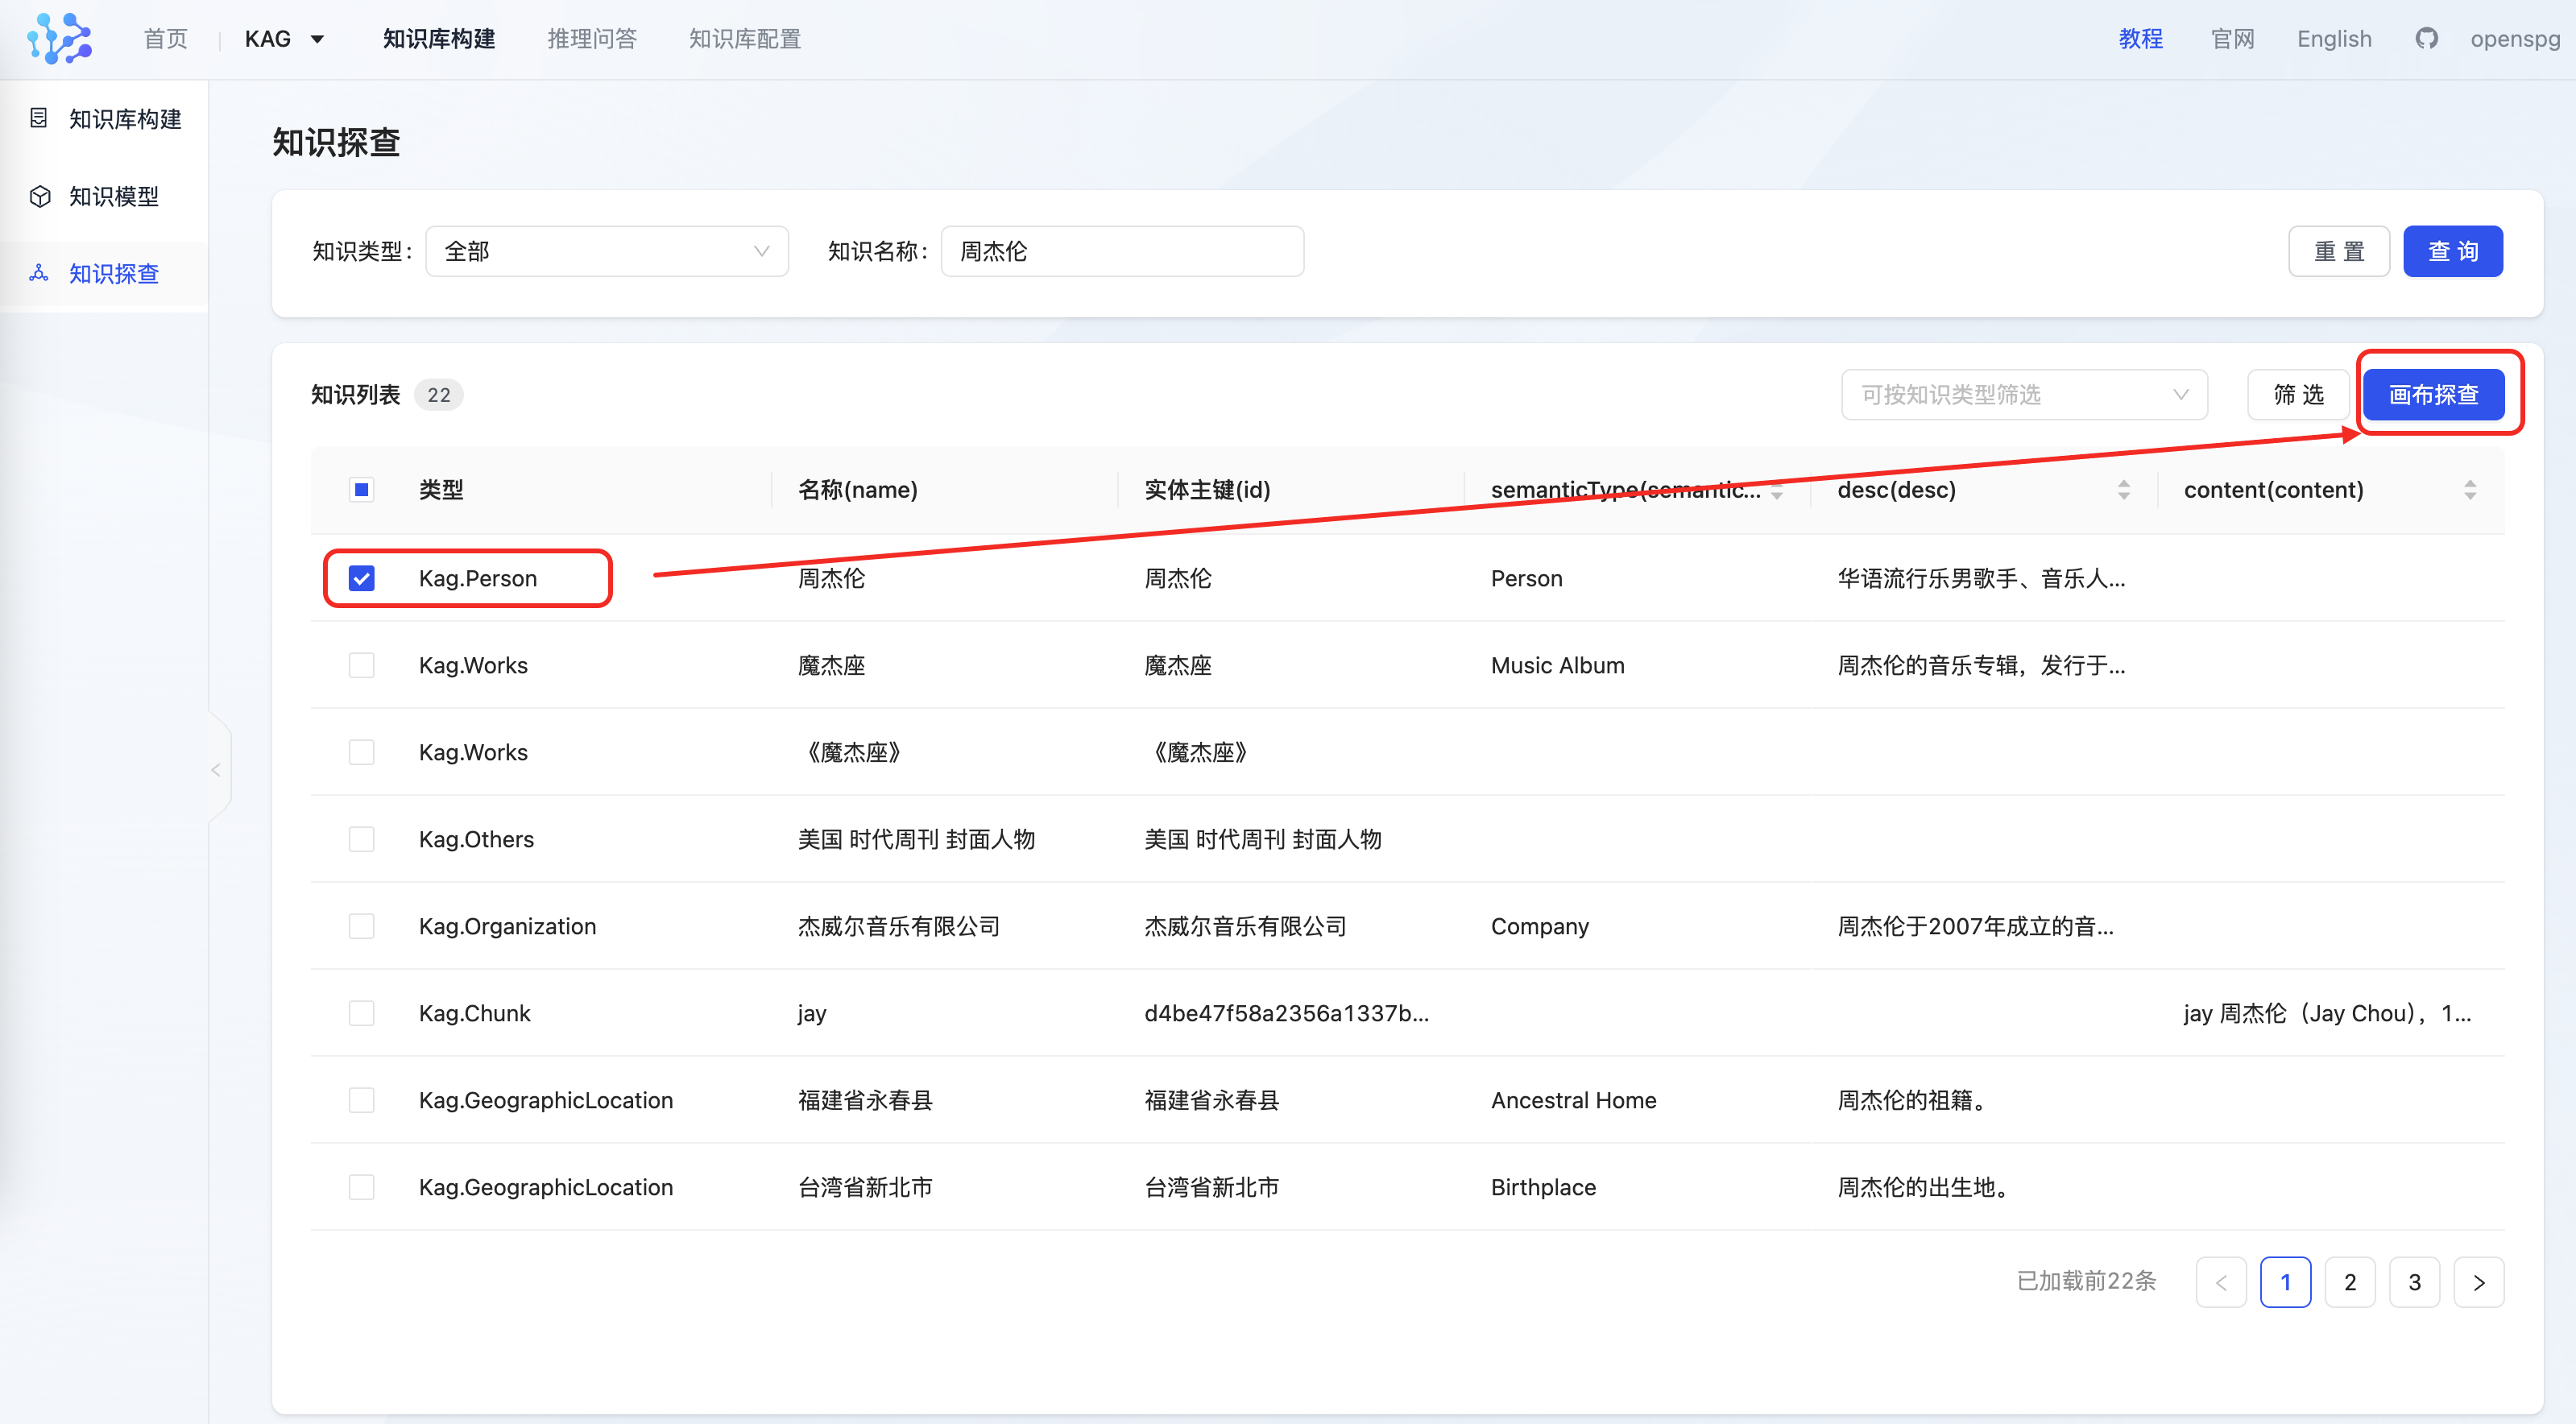 首页 KAG 知识库构建 推理问答 知识库配置 教程 官网 English openspg
知识库构建
知识模型
知识探查
知识探查
知识类型： 全部 知识名称： 周杰伦 重 置 查 询
知识列表 22 可按知识类型筛选 筛 选 画布探查
类型 名称(name) 实体主键(id) semanticType(semantic... desc(desc) content(content)
Kag.Person 周杰伦 周杰伦 Person 华语流行乐男歌手、音乐人...
Kag.Works 魔杰座 魔杰座 Music Album 周杰伦的音乐专辑，发行于...
Kag.Works 《魔杰座》 《魔杰座》
Kag.Others 美国 时代周刊 封面人物 美国 时代周刊 封面人物
Kag.Organization 杰威尔音乐有限公司 杰威尔音乐有限公司 Company 周杰伦于2007年成立的音...
Kag.Chunk jay d4be47f58a2356a1337b... jay 周杰伦（Jay Chou），1...
Kag.GeographicLocation 福建省永春县 福建省永春县 Ancestral Home 周杰伦的祖籍。
Kag.GeographicLocation 台湾省新北市 台湾省新北市 Birthplace 周杰伦的出生地。
已加载前22条 < 1 2 3 >